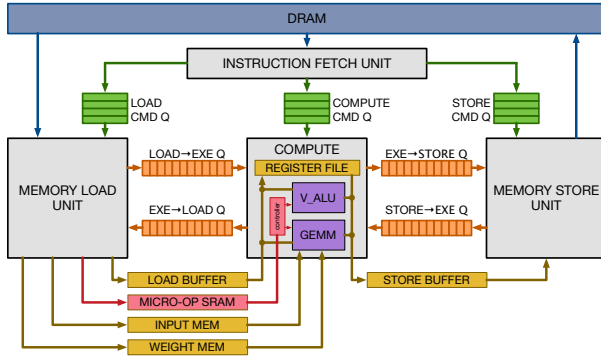 DRAM
INSTRUCTION FETCH UNIT
LOAD
CMD Q
COMPUTE
CMD Q
STORE
CMD Q
MEMORY LOAD
UNIT
LOAD→EXE Q
EXE→LOAD Q
COMPUTE
REGISTER FILE
controller
V_ALU
GEMM
EXE→STORE Q
STORE→EXE Q
MEMORY STORE
UNIT
LOAD BUFFER
STORE BUFFER
MICRO-OP SRAM
INPUT MEM
WEIGHT MEM